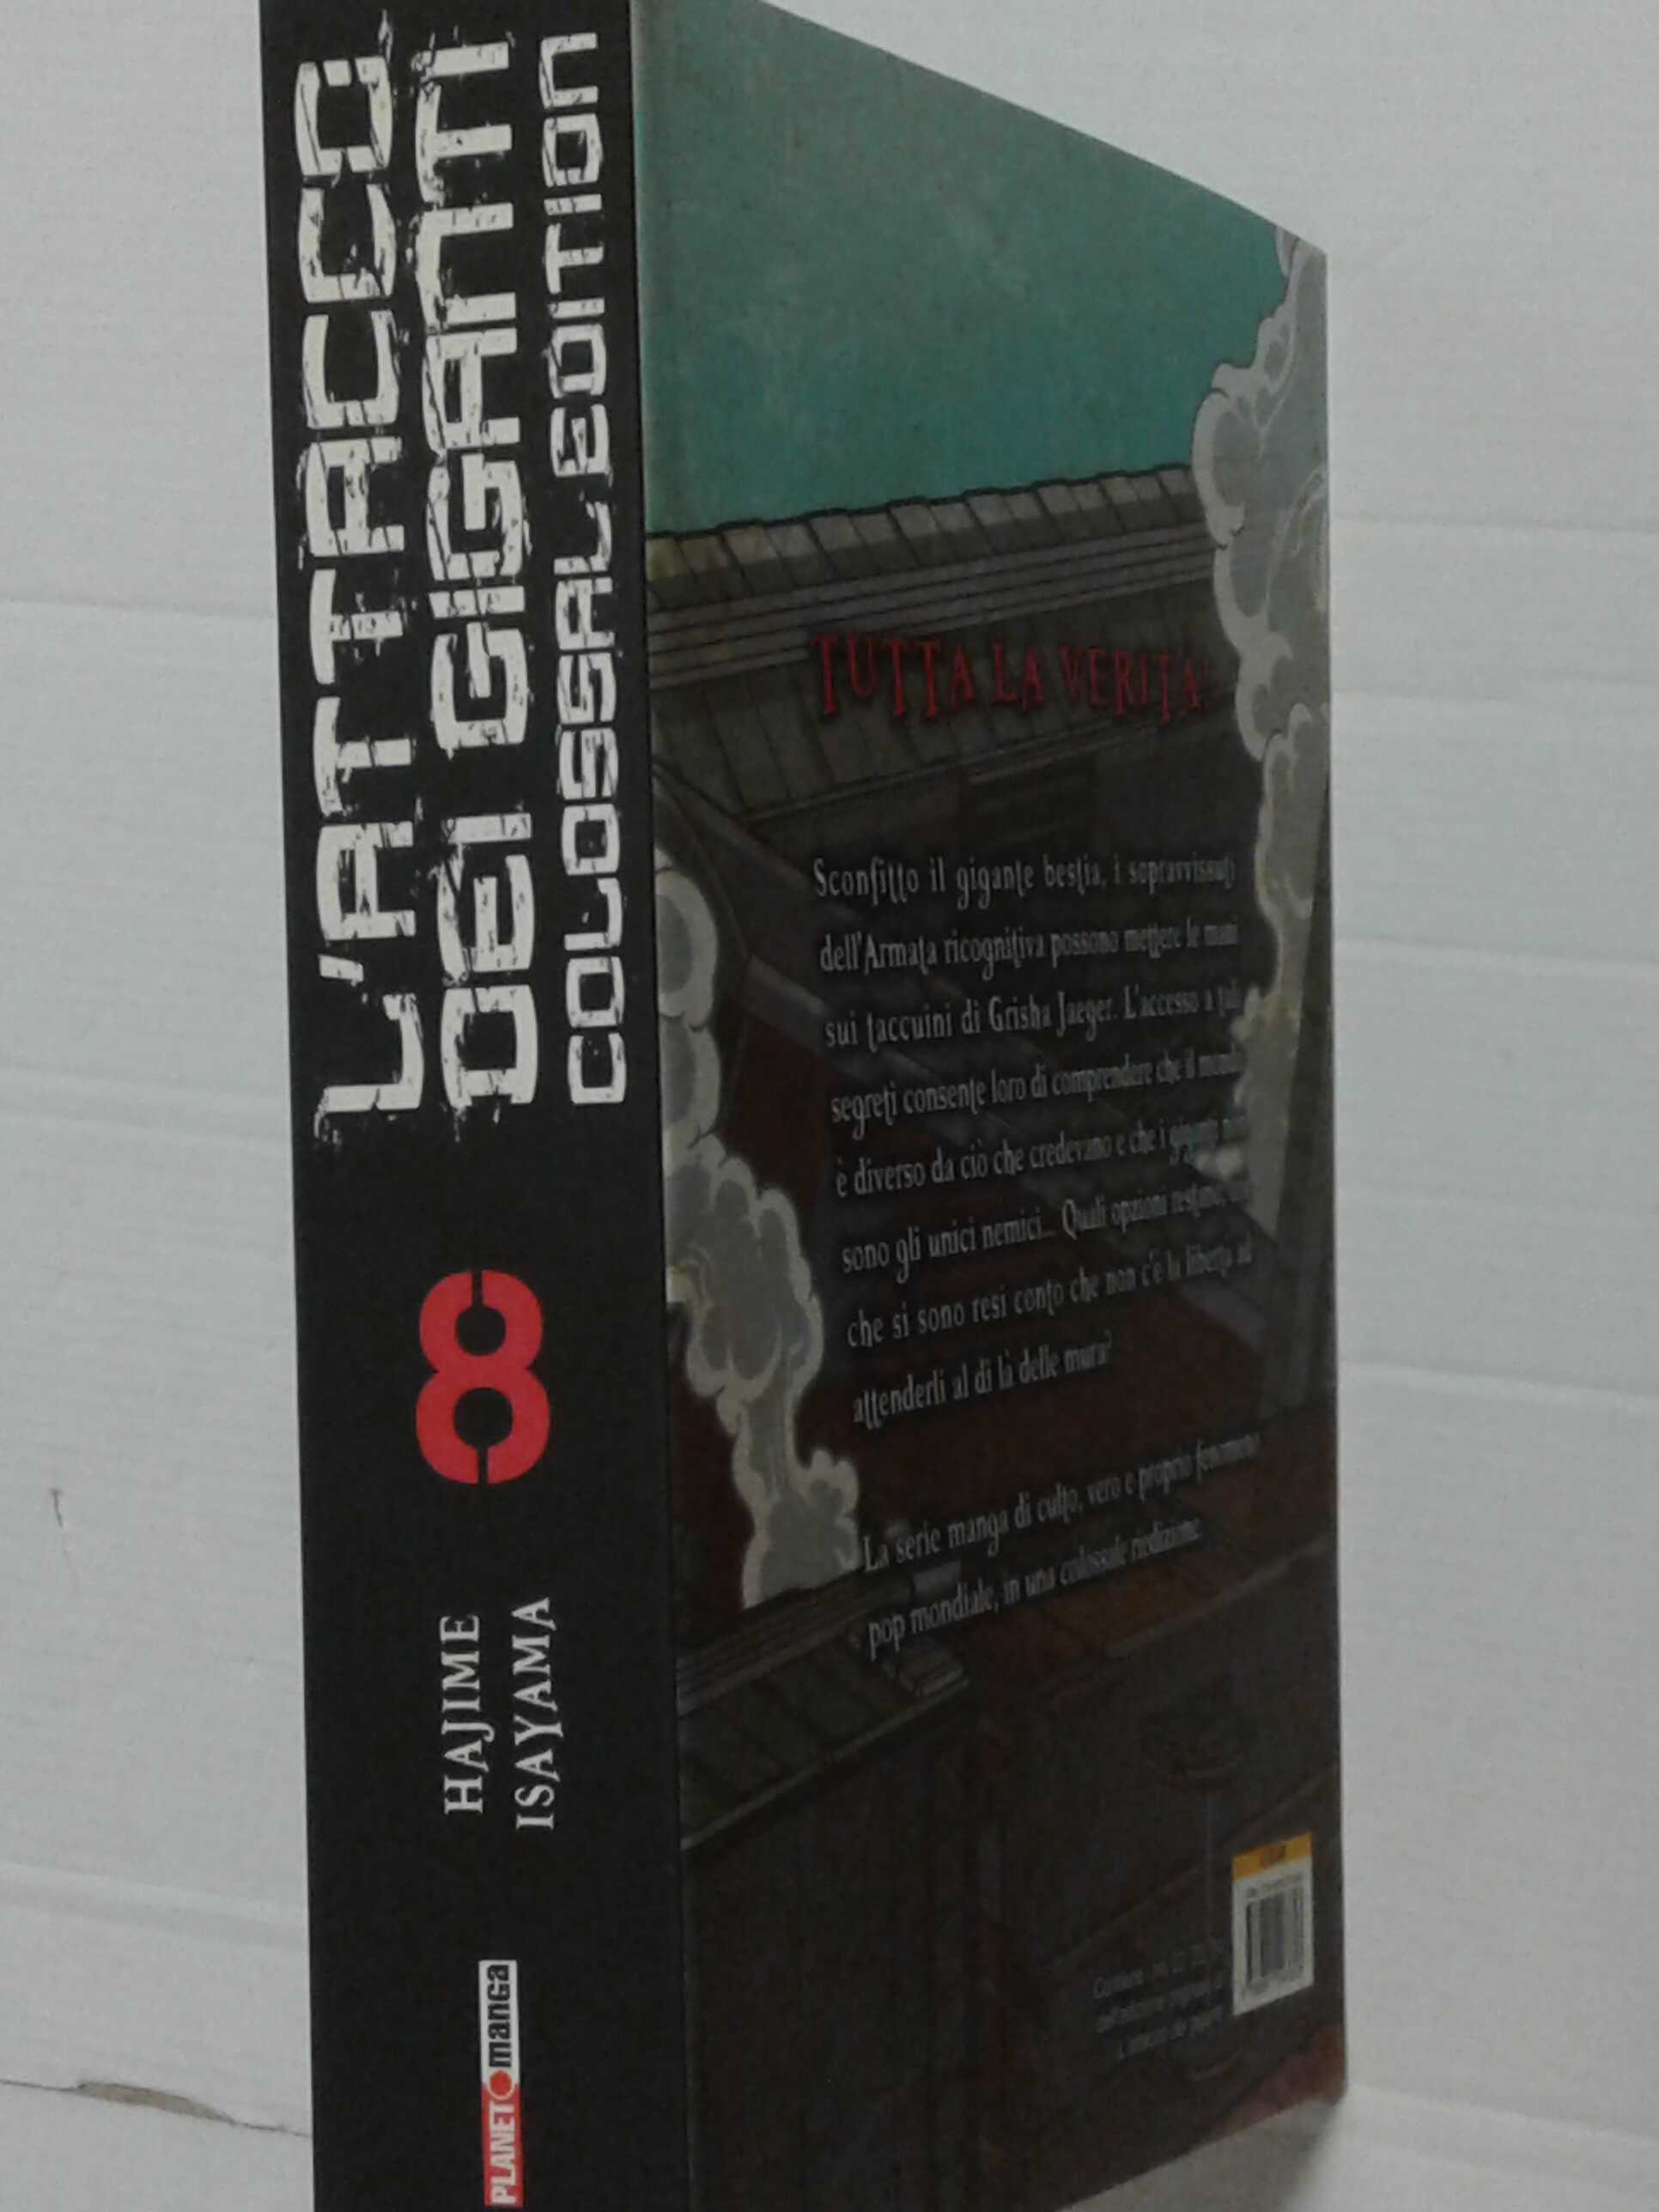 L'ATTACCO
DEI GIGANTI
COLOSSAL EDITION
8
HAJIME
ISAYAMA
PLANET manga
TUTTA LA VERITÀ!
Sconfitto il gigante bestia, i sopravvissuti
dell'Armata ricognitiva possono mettere le mani
sui taccuini di Grisha Jaeger. L'accesso a tali
segreti consente loro di comprendere che il mondo
è diverso da ciò che credevano e che i giganti non
sono gli unici nemici... Quali opzioni restano
che si sono resi conto che non c'è la libertà ad
attenderli al di là delle mura?
La serie manga di culto, vero e proprio fenomeno
pop mondiale, in una colossale riedizione